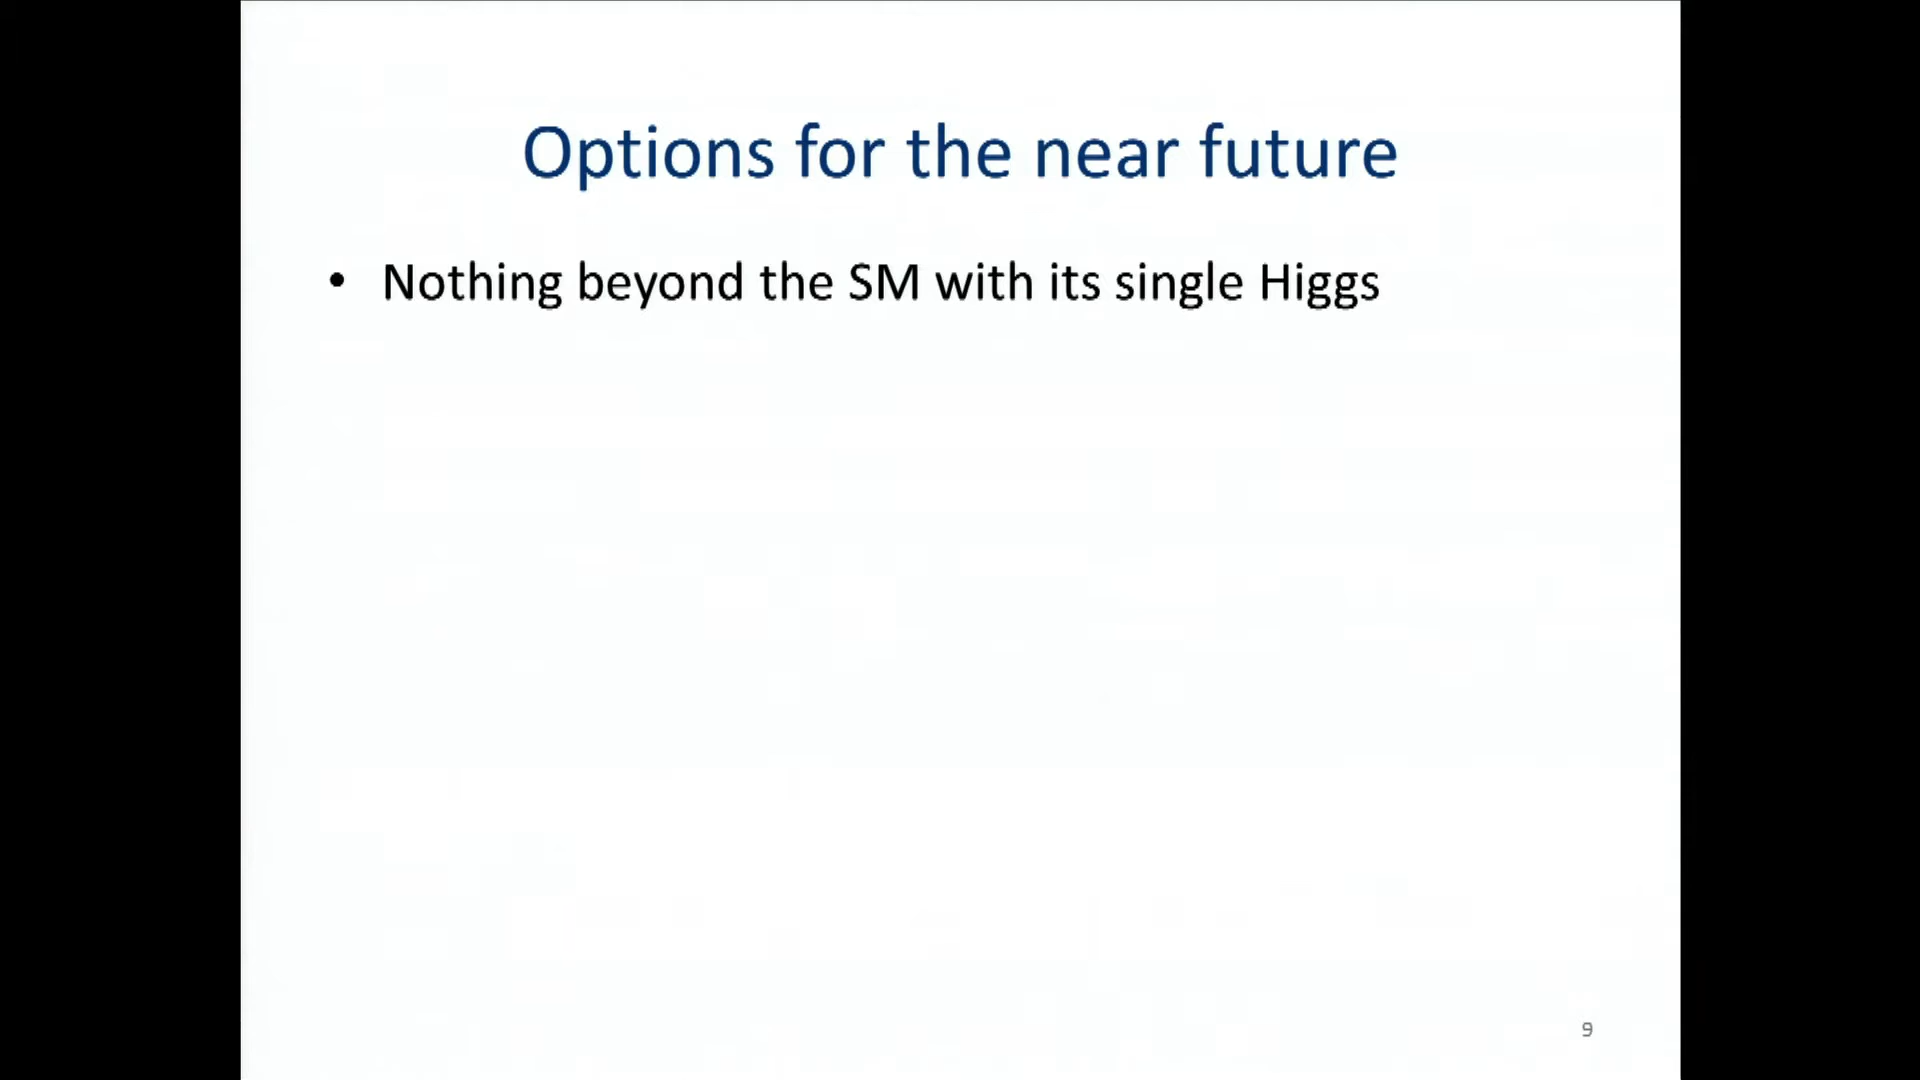 Options for the near future
• Nothing beyond the SM with its single Higgs
9